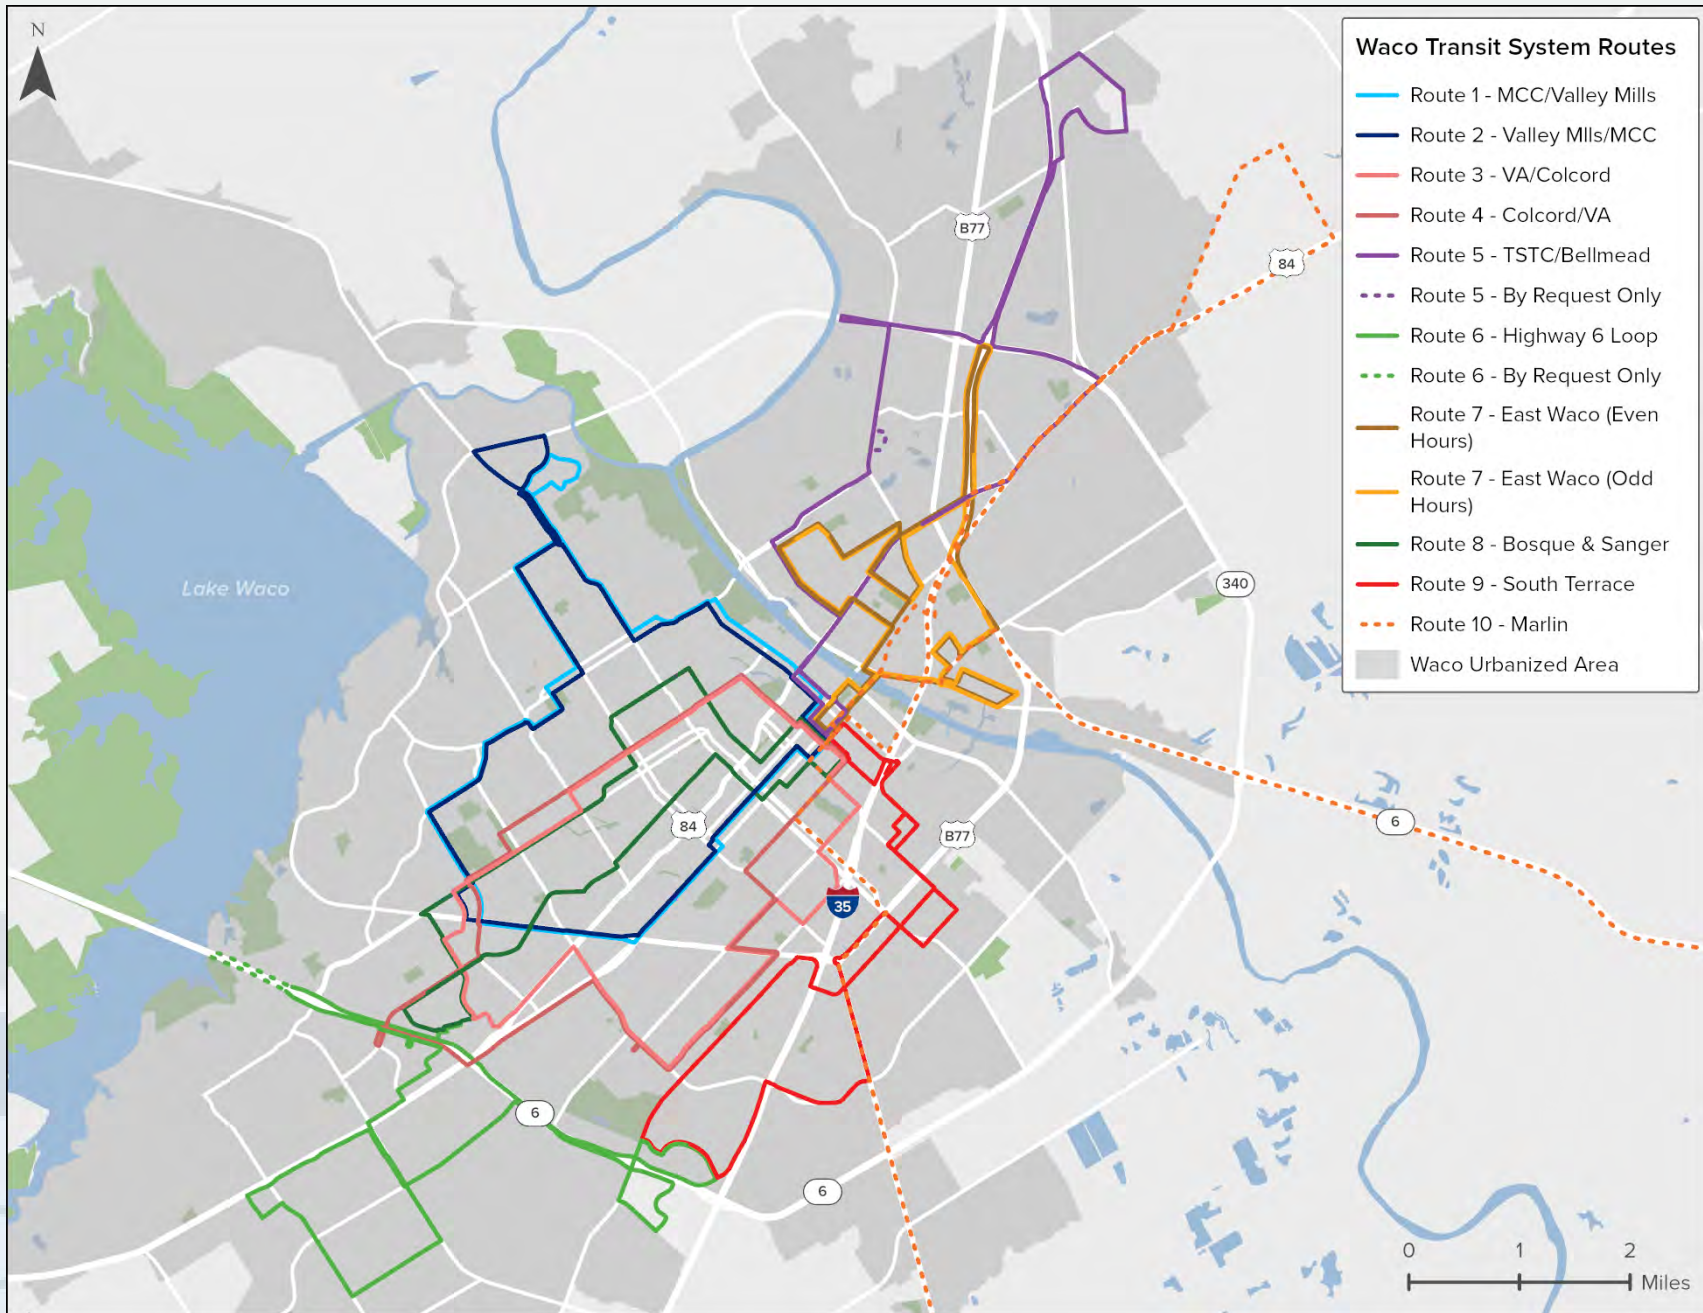 N
Waco Transit System Routes
Route 1 - MCC/Valley Mills
Route 2 - Valley MIls/MCC
Route 3 - VA/Colcord
Route 4 - Colcord/VA
Route 5 - TSTC/Bellmead
Route 5 - By Request Only
Route 6 - Highway 6 Loop
Route 6 - By Request Only
Route 7 - East Waco (Even
Hours)
Route 7 - East Waco (Odd
Hours)
Route 8 - Bosque & Sanger
Route 9 - South Terrace
Route 10 - Marlin
Waco Urbanized Area
B77
84
340
Lake Waco
84
B77
6
35
6
6
0 1 2
Miles